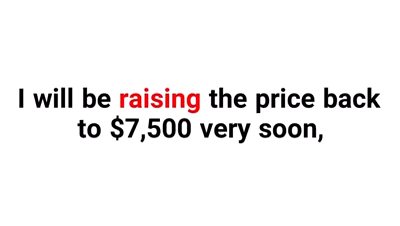 I will be raising the price back
to $7,500 very soon,